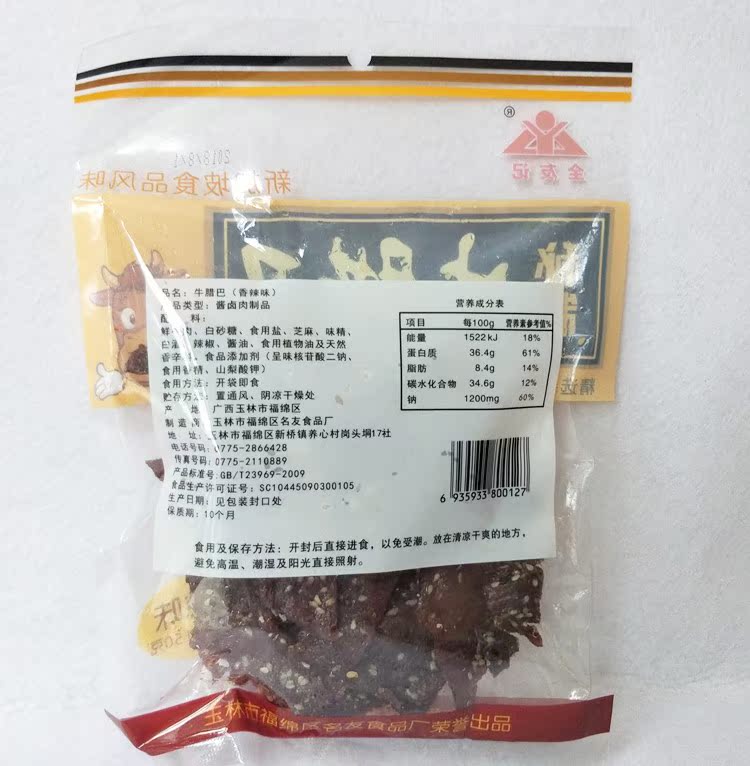 ®
全友记
2018/8/1
新加坡食品风味
品名：牛腊巴（香辣味）
产品类型：酱卤肉制品
配　　料：
鲜牛肉、白砂糖、食用盐、芝麻、味精、
白酒、辣椒、酱油、食用植物油及天然
香辛料、食品添加剂（呈味核苷酸二钠、
食用香精、山梨酸钾）
食用方法：开袋即食
贮存方法：置通风、阴凉干燥处
产　　地：广西玉林市福绵区
制 造 商：玉林市福绵区名友食品厂
地　　址：玉林市福绵区新桥镇养心村岗头垌17社
电话号码:0775-2866428
传真号码:0775-2110889
产品标准号:GB/T23969-2009
食品生产许可证号：SC10445090300105
生产日期：见包装封口处
保质期：10个月
营养成分表
项目 每100g 营养素参考值%
能量 1522kJ 18%
蛋白质 36.4g 61%
脂肪 8.4g 14%
碳水化合物 34.6g 12%
钠 1200mg 60%
6 935933 800127
食用及保存方法：开封后直接进食，以免受潮。放在清凉干爽的地方，
避免高温、潮湿及阳光直接照射。
精选
味
玉林市福绵区名友食品厂荣誉出品